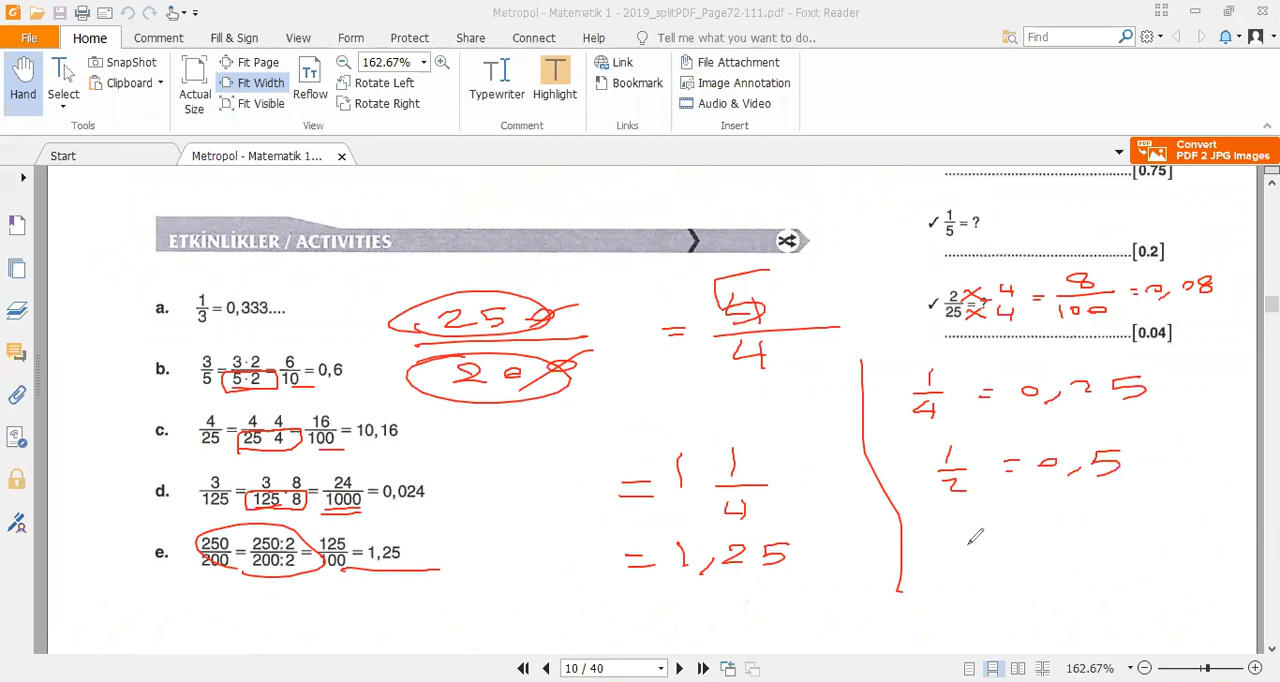 Metropol - Matematik 1 - 2019_splitPDF_Page72-111.pdf - Foxit Reader
File Home Comment Fill & Sign View Form Protect Share Connect Help Tell me what you want to do.. Find
Hand
Select
SnapShot
Clipboard
Tools
Actual Size
Fit Page
Fit Width
Fit Visible
Reflow
162.67%
Rotate Left
Rotate Right
View
Typewriter
Highlight
Comment
Link
Bookmark
Links
File Attachment
Image Annotation
Audio & Video
Insert
Start
Metropol - Matematik 1...
Convert
PDF 2 JPG Images
ETKİNLİKLER / ACTIVITIES
a. 1/3 = 0,333....
b. 3/5 = 3·2/5·2 = 6/10 = 0,6
c. 4/25 = 4 4/25 4 = 16/100 = 10,16
d. 3/125 = 3 8/125·8 = 24/1000 = 0,024
e. 250/200 = 250:2/200:2 = 125/100 = 1,25
250/200 = 5/4
= 1 1/4
= 1,25
................................................[0.75]
✓ 1/5 = ?
................................................[0.2]
✓ 2/25 = ? × 4 / × 4 = 8/100 = 0,08
................................................[0.04]
1/4 = 0,25
1/2 = 0,5
10 / 40
162.67%